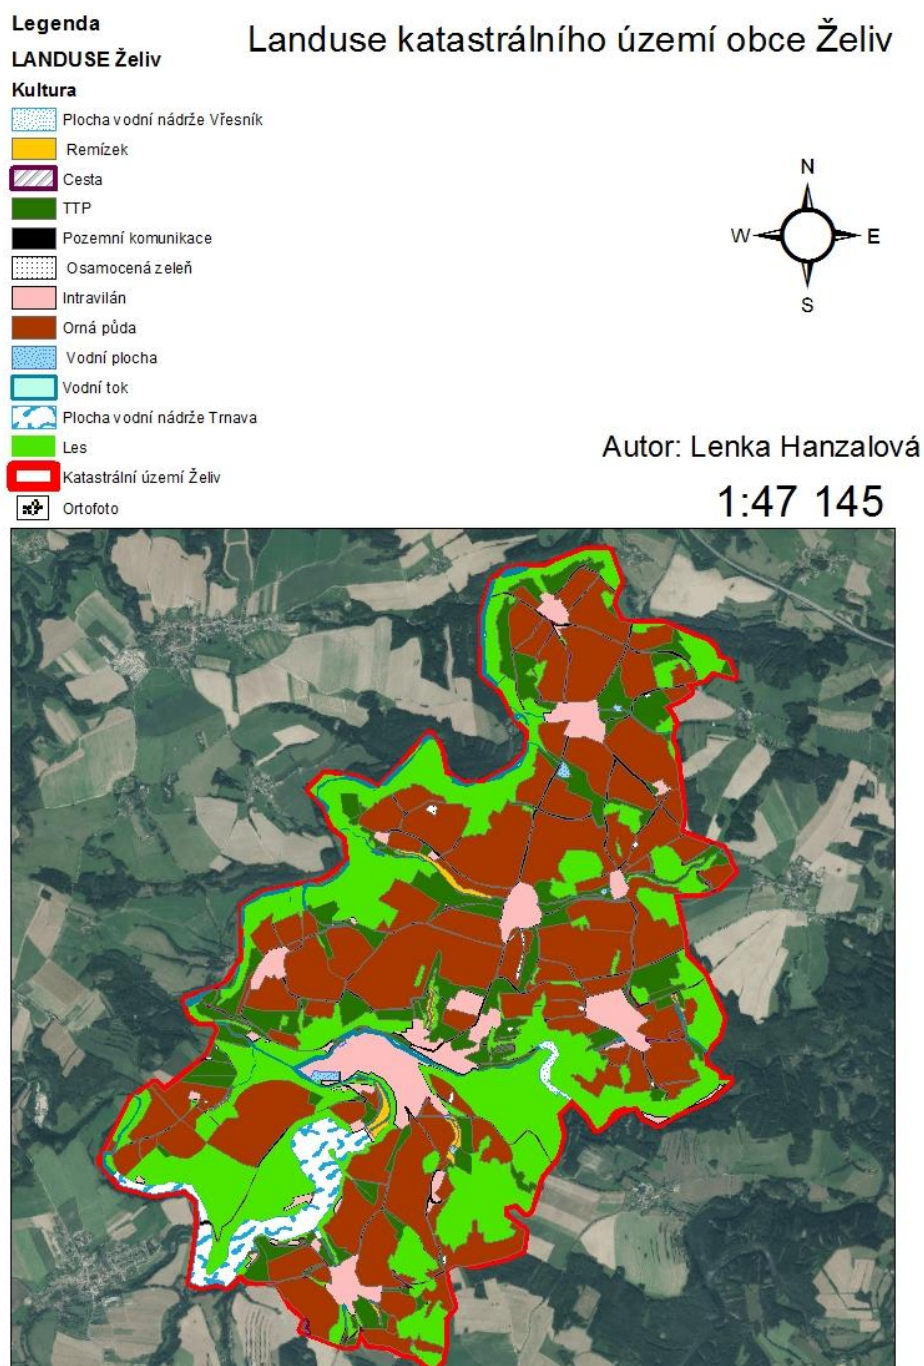 Legenda
Landuse katastrálního území obce Želiv
LANDUSE Želiv
Kultura
Plocha vodní nádrže Vřesník
Remízek
Cesta
TTP
Pozemní komunikace
Osamocená zeleň
Intravilán
Orná půda
Vodní plocha
Vodní tok
Plocha vodní nádrže Trnava
Les
Katastrální území Želiv
Ortofoto
N
W
E
S
Autor: Lenka Hanzalová
1:47 145